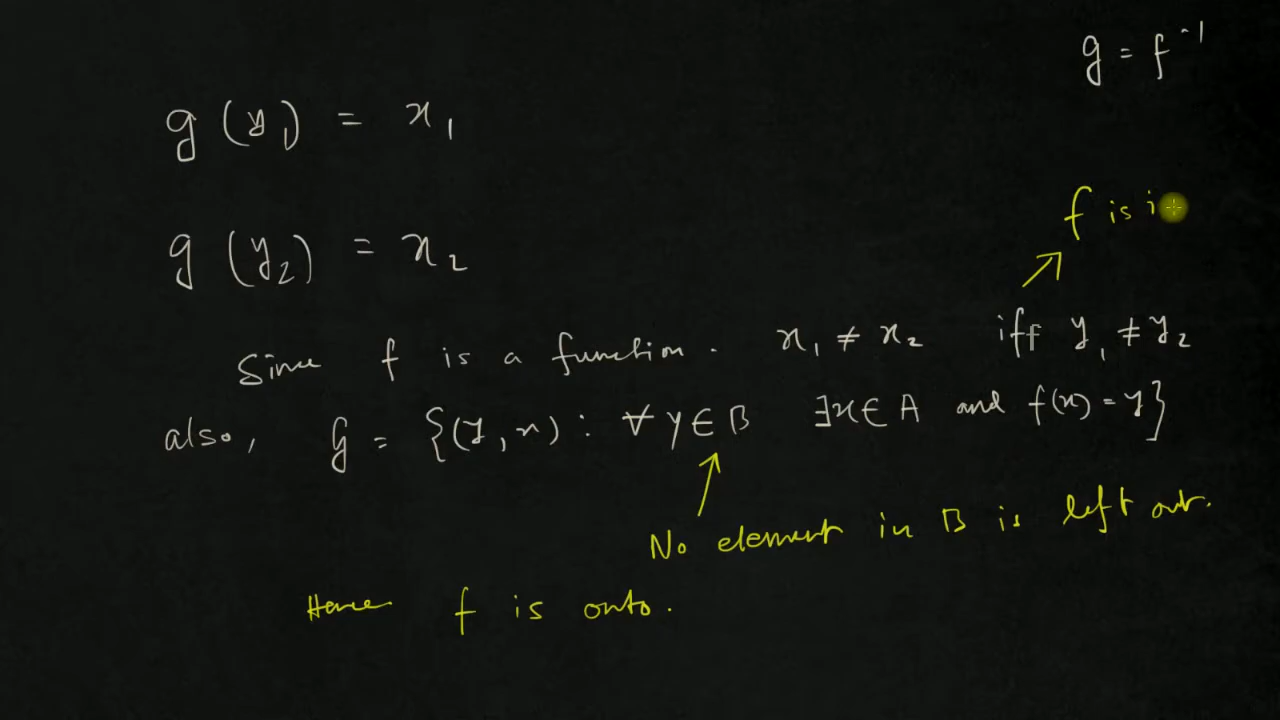 g = f⁻¹
g (y₁) = x₁
f is i
g (y₂) = x₂
Since f is a function. x₁ ≠ x₂ iff y₁ ≠ y₂
also, g = {(y, x) : ∀ y ∈ B ∃x ∈ A and f(x) = y}
No element in B is left out.
Hence f is onto.